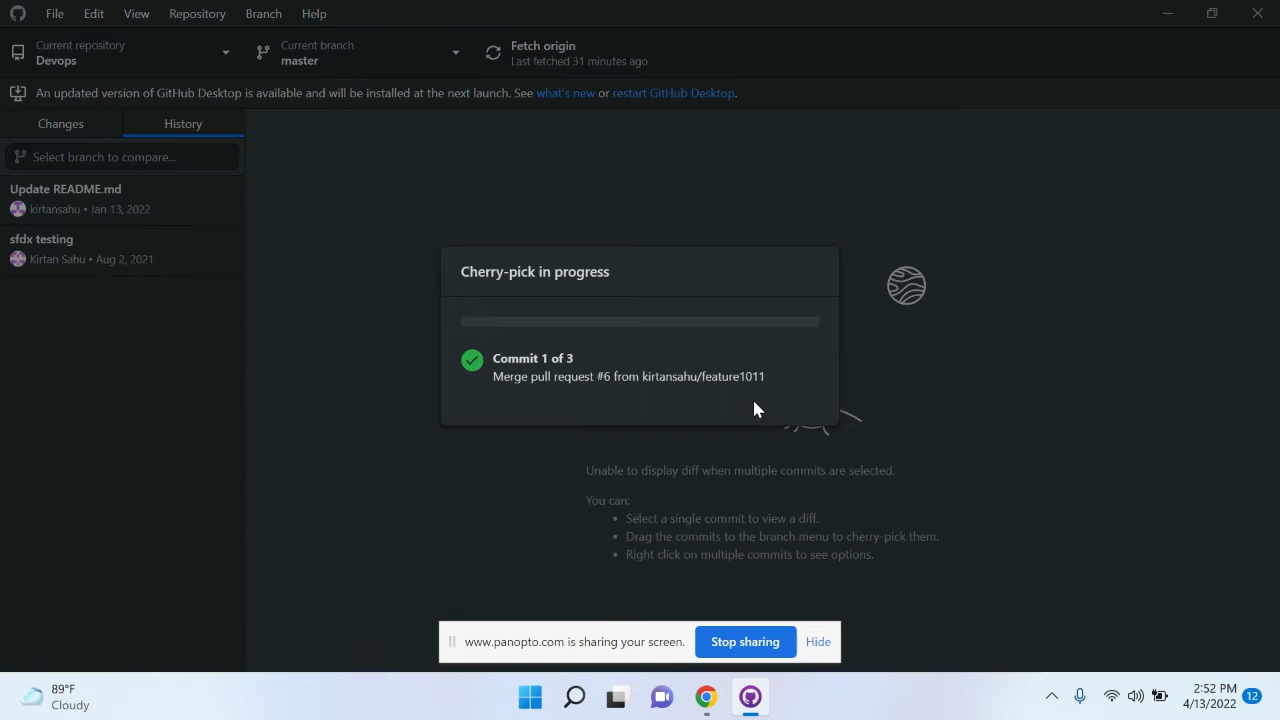 File Edit View Repository Branch Help
Current repository
Devops
Current branch
master
Fetch origin
Last fetched 31 minutes ago
An updated version of GitHub Desktop is available and will be installed at the next launch. See what's new or restart GitHub Desktop.
Changes
History
Select branch to compare...
Update README.md
kirtansahu • Jan 13, 2022
sfdx testing
Kirtan Sahu • Aug 2, 2021
Cherry-pick in progress
Commit 1 of 3
Merge pull request #6 from kirtansahu/feature1011
Unable to display diff when multiple commits are selected.
You can:
• Select a single commit to view a diff.
• Drag the commits to the branch menu to cherry-pick them.
• Right click on multiple commits to see options.
www.panopto.com is sharing your screen.
Stop sharing
Hide
89°F
Cloudy
2:52 PM
4/13/2022
12